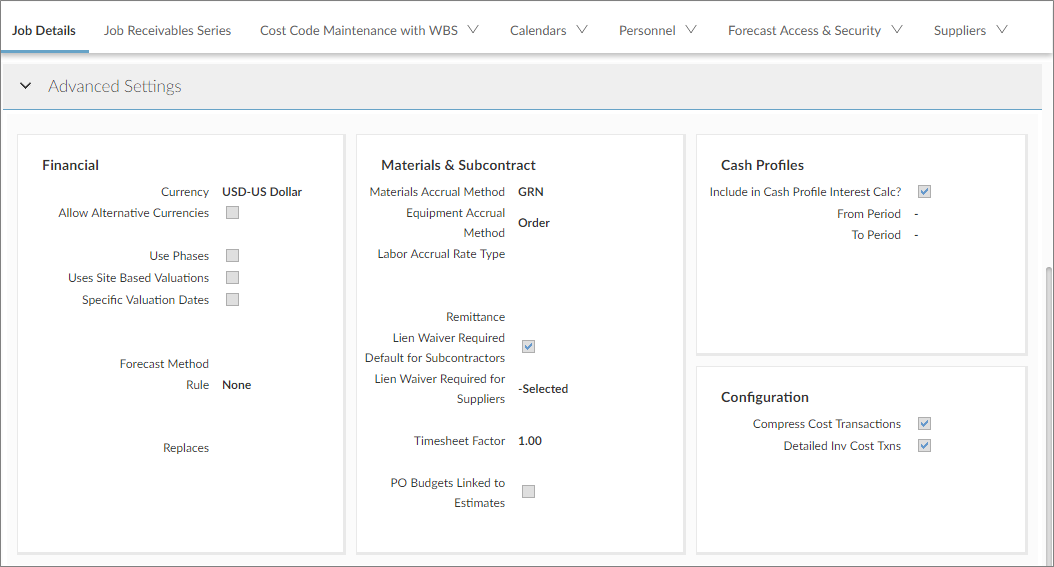 Job Details Job Receivables Series Cost Code Maintenance with WBS Calendars Personnel Forecast Access & Security Suppliers
Advanced Settings
Financial
Currency USD-US Dollar
Allow Alternative Currencies
Use Phases
Uses Site Based Valuations
Specific Valuation Dates
Forecast Method
Rule None
Replaces
Materials & Subcontract
Materials Accrual Method GRN
Equipment Accrual
Method
Order
Labor Accrual Rate Type
Remittance
Lien Waiver Required
Default for Subcontractors
Lien Waiver Required for
Suppliers
-Selected
Timesheet Factor 1.00
PO Budgets Linked to
Estimates
Cash Profiles
Include in Cash Profile Interest Calc?
From Period -
To Period -
Configuration
Compress Cost Transactions
Detailed Inv Cost Txns